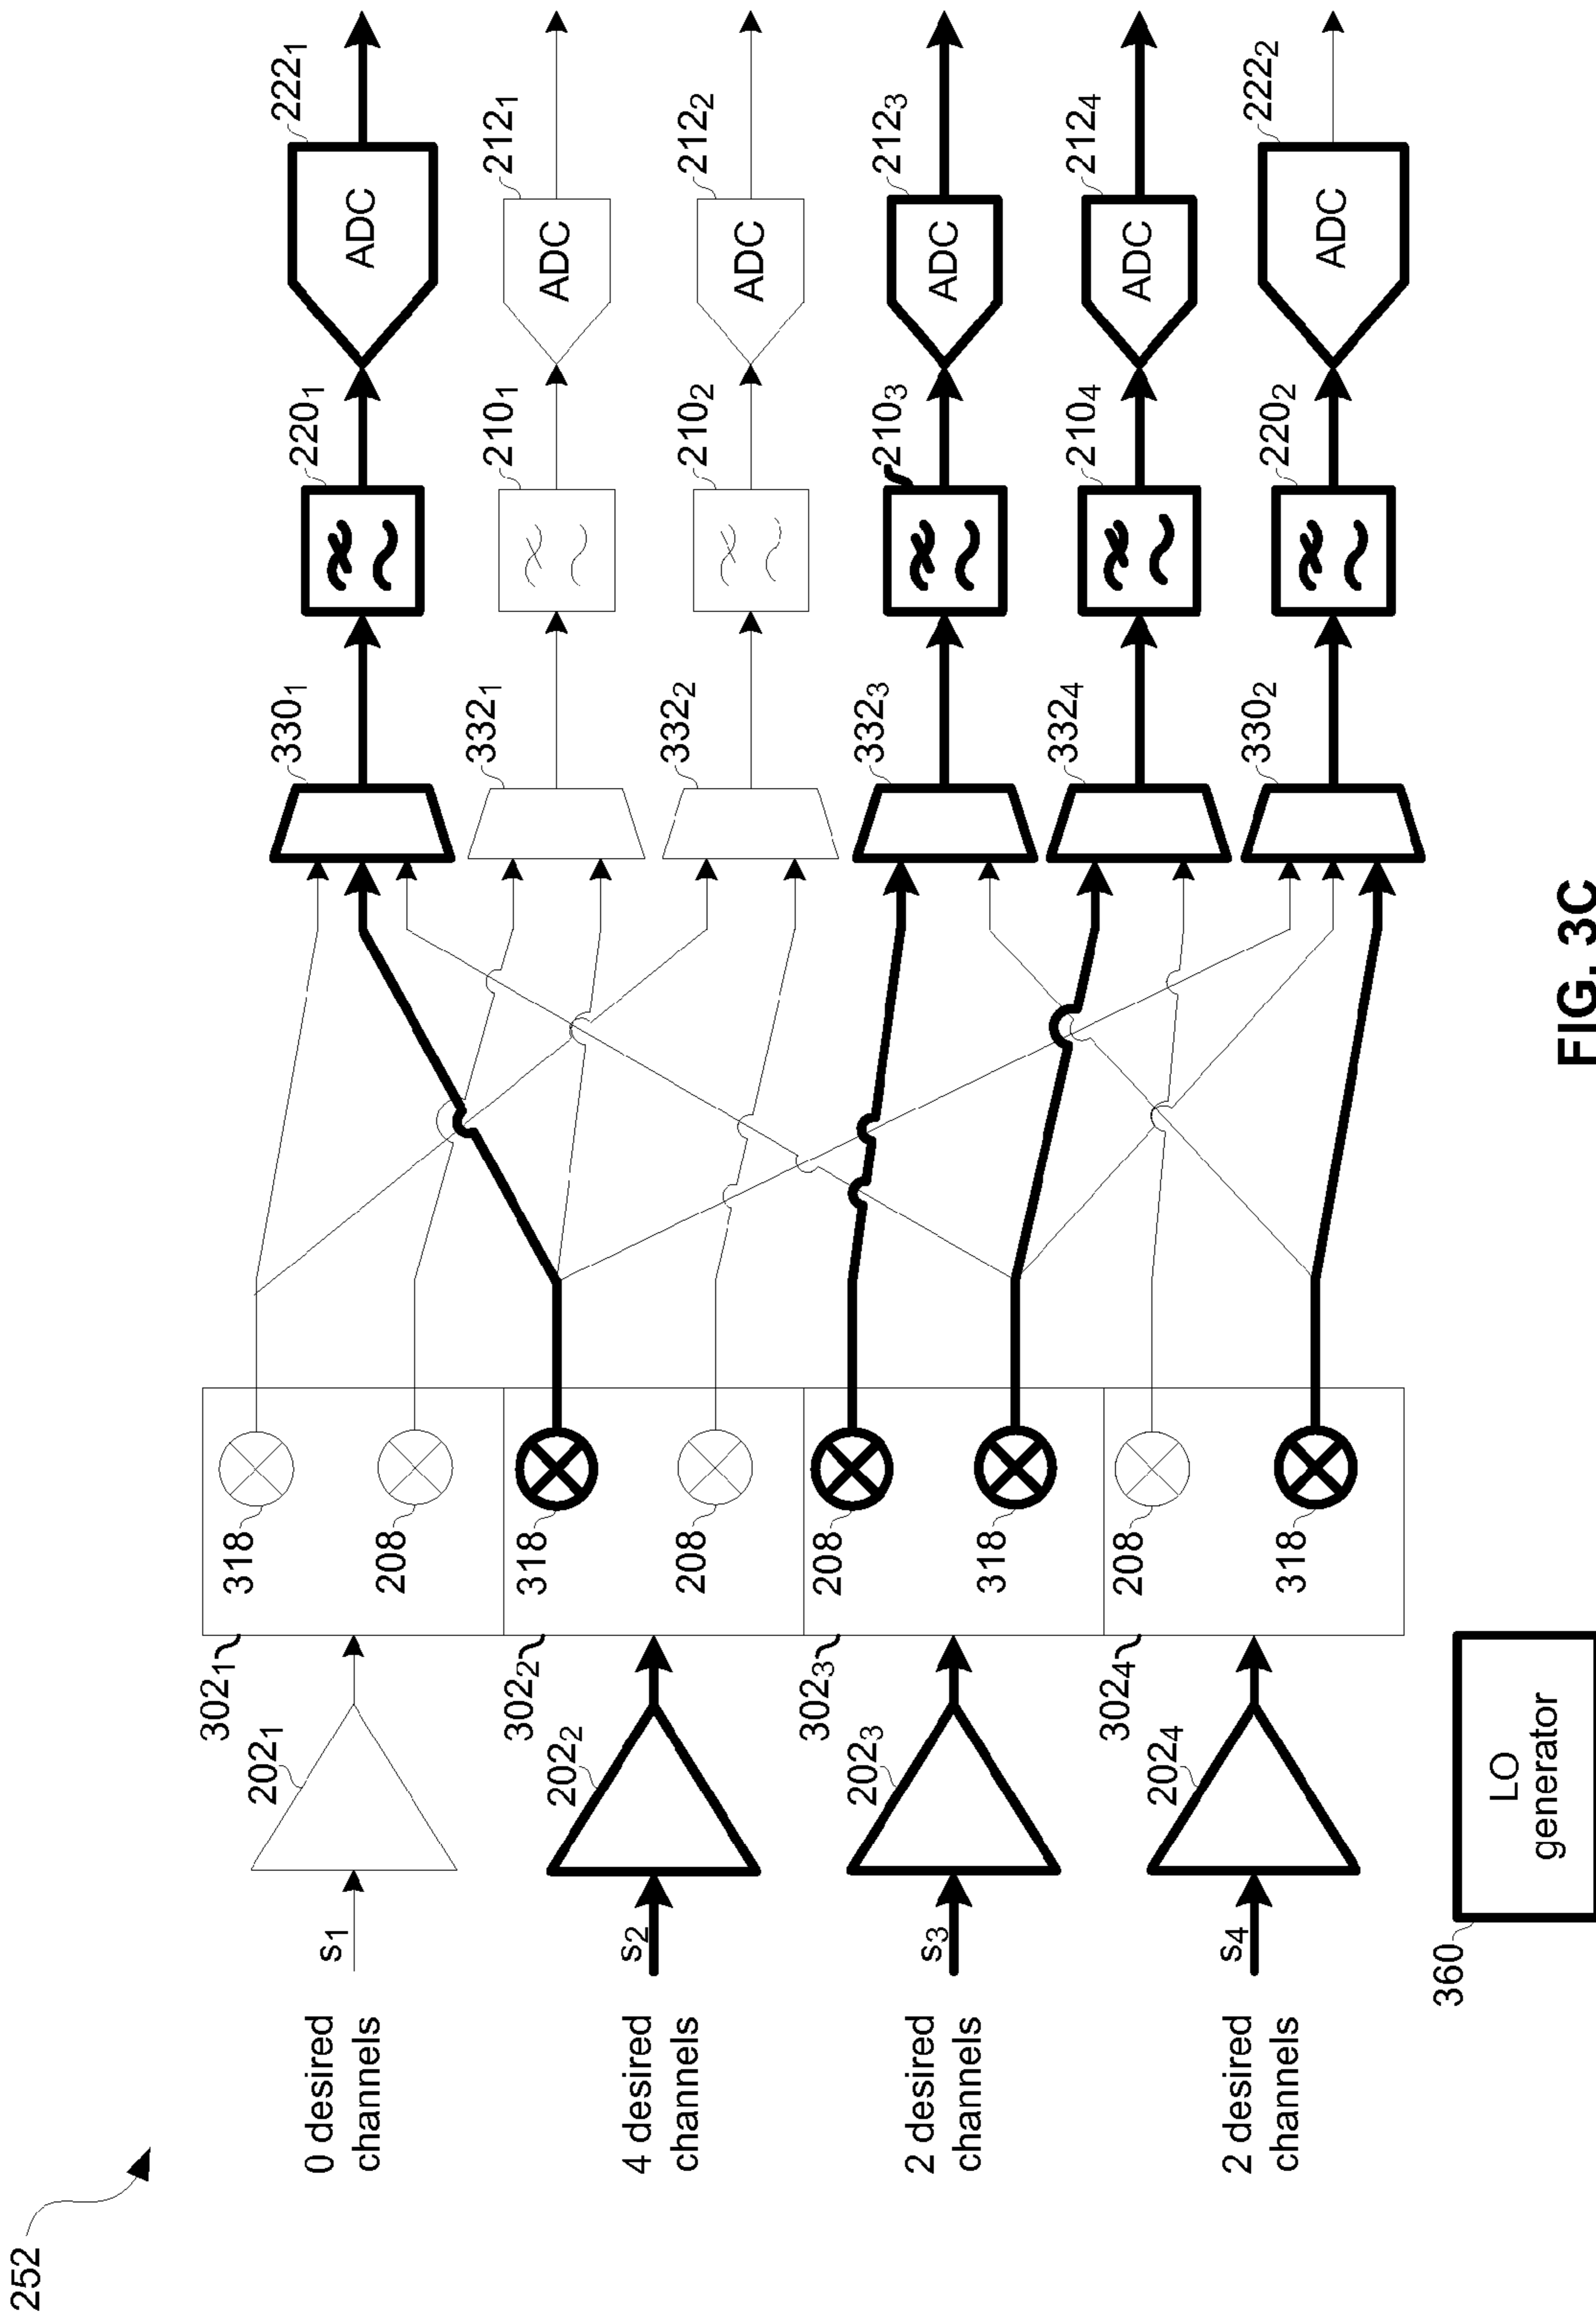 252
0 desired
channels
s₁
202₁
302₁
318
208
330₁
220₁
ADC
222₁
332₁
210₁
ADC
212₁
4 desired
channels
s₂
202₂
302₂
318
208
332₂
210₂
ADC
212₂
2 desired
channels
s₃
202₃
302₃
208
318
332₃
210₃
ADC
212₃
332₄
210₄
ADC
212₄
2 desired
channels
s₄
202₄
302₄
208
318
330₂
220₂
ADC
222₂
360
LO
generator
FIG. 3C